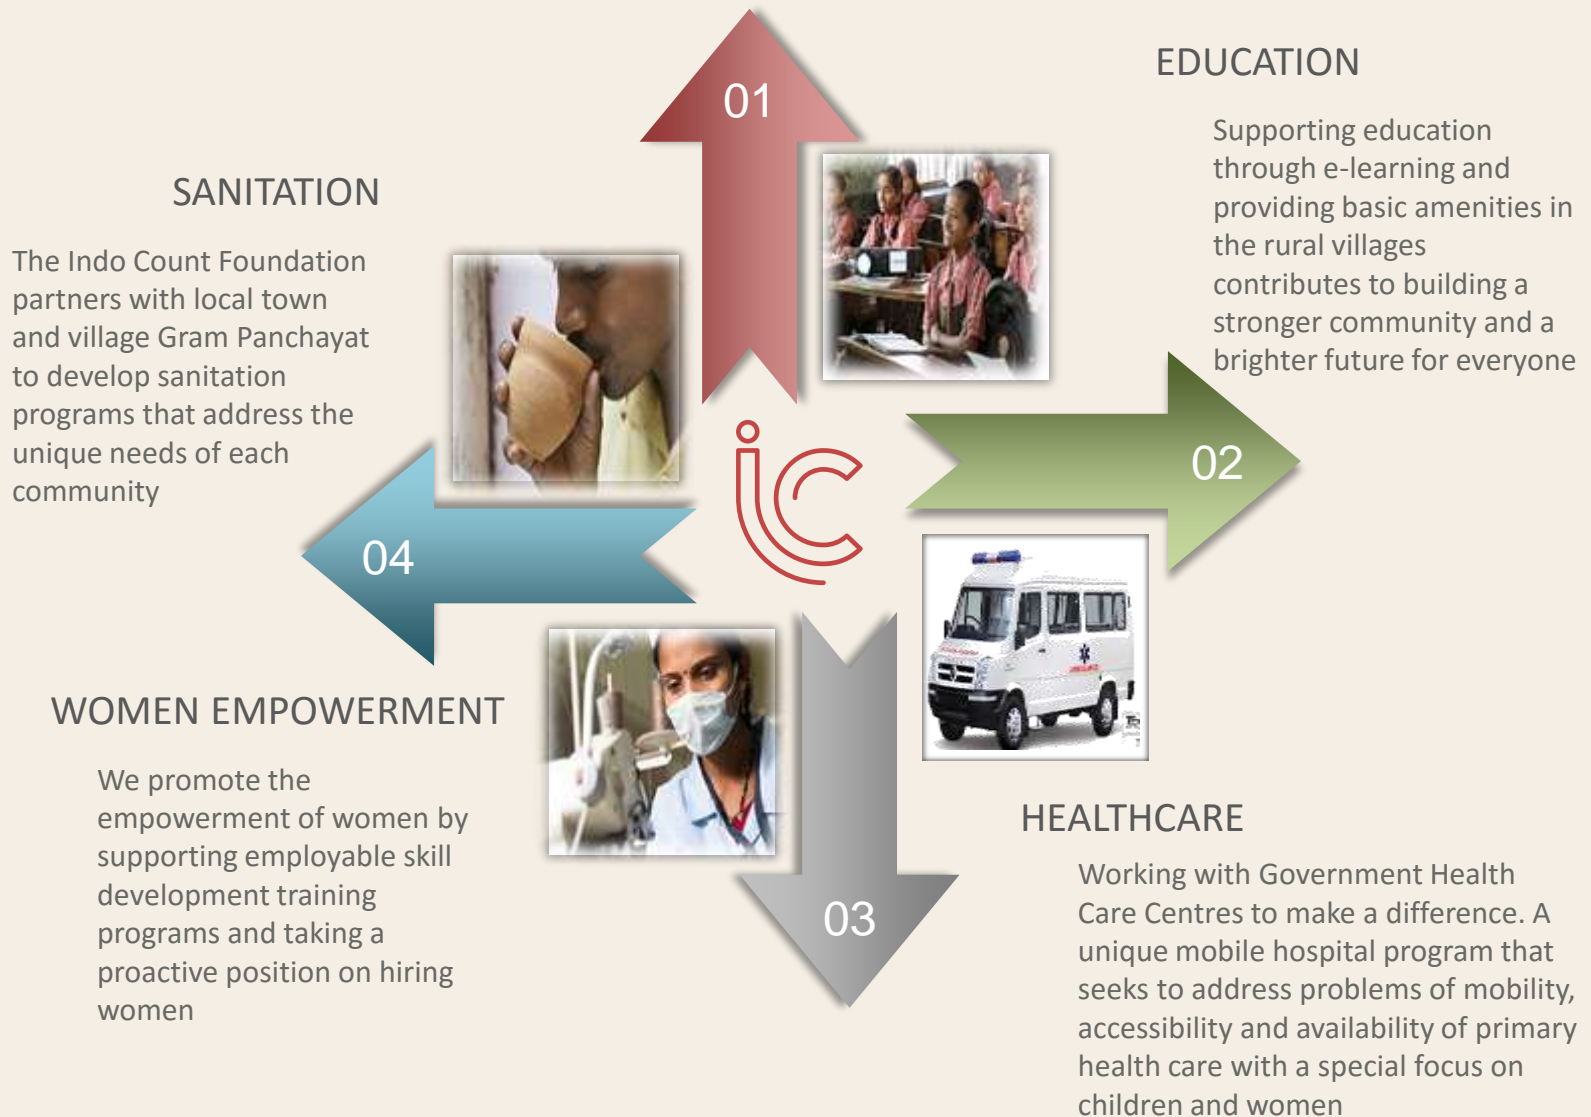 01
EDUCATION
Supporting education
through e-learning and
providing basic amenities in
the rural villages
contributes to building a
stronger community and a
brighter future for everyone
02
HEALTHCARE
Working with Government Health
Care Centres to make a difference. A
unique mobile hospital program that
seeks to address problems of mobility,
accessibility and availability of primary
health care with a special focus on
children and women
03
WOMEN EMPOWERMENT
We promote the
empowerment of women by
supporting employable skill
development training
programs and taking a
proactive position on hiring
women
04
SANITATION
The Indo Count Foundation
partners with local town
and village Gram Panchayat
to develop sanitation
programs that address the
unique needs of each
community
ic